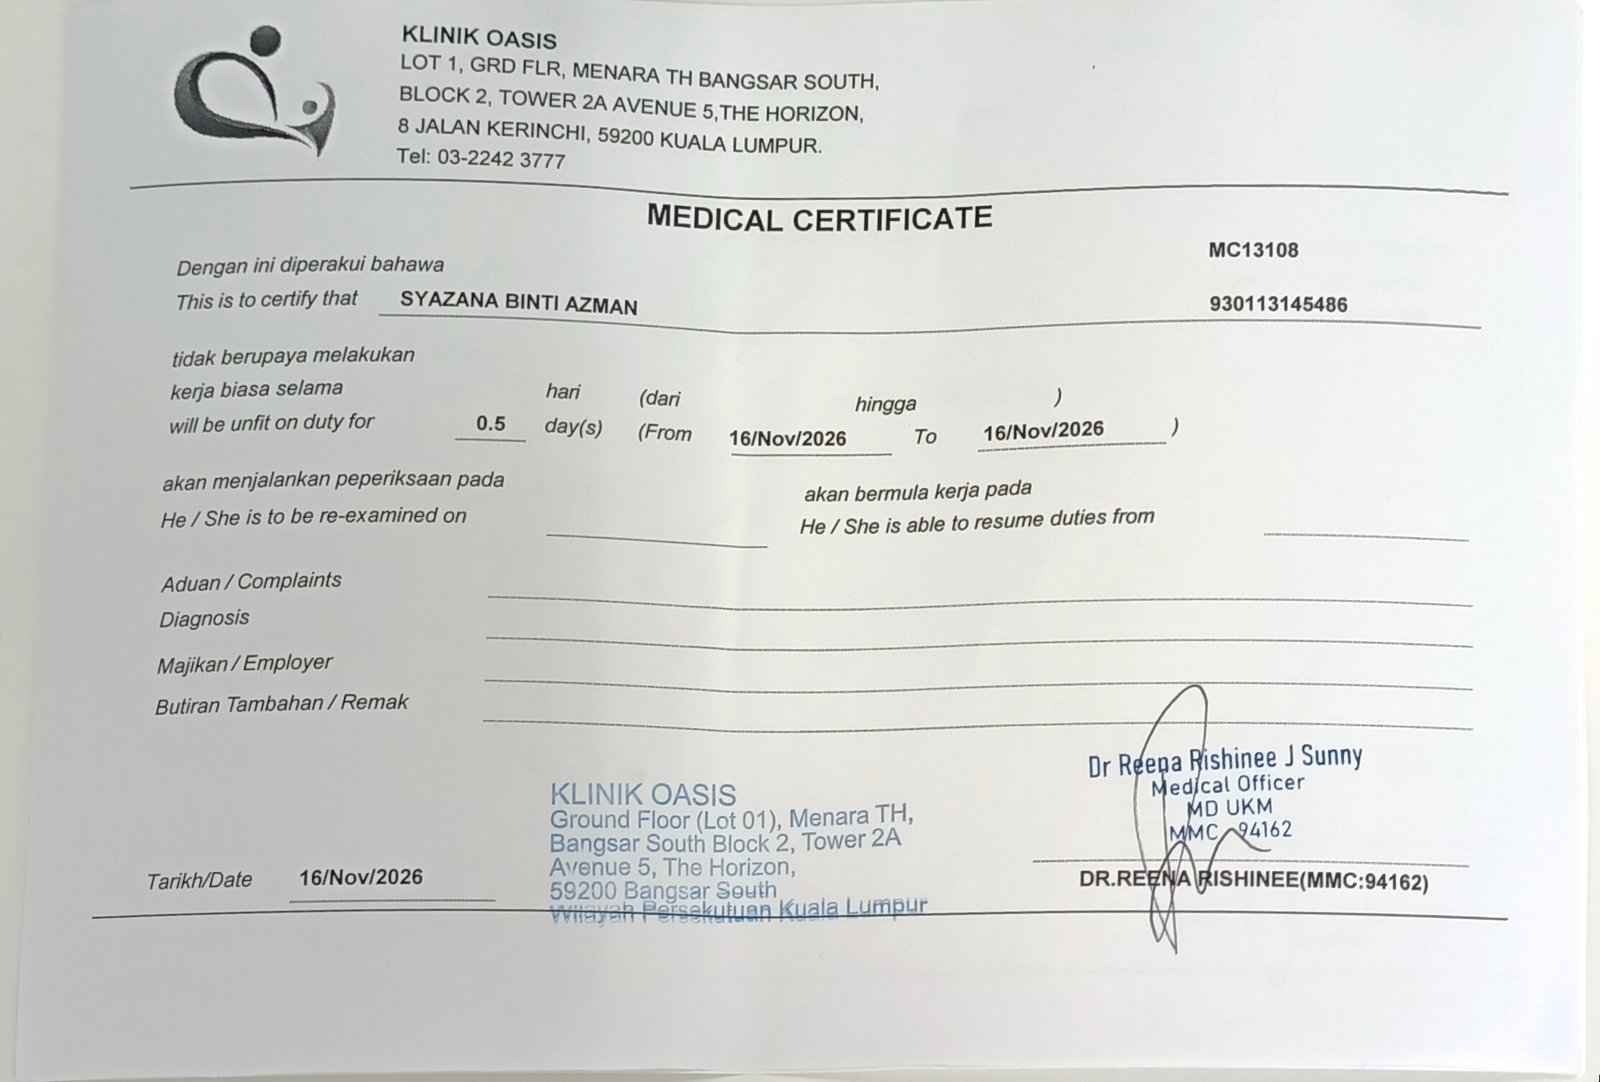 KLINIK OASIS
LOT 1, GRD FLR, MENARA TH BANGSAR SOUTH,
BLOCK 2, TOWER 2A AVENUE 5,THE HORIZON,
8 JALAN KERINCHI, 59200 KUALA LUMPUR.
Tel: 03-2242 3777
MEDICAL CERTIFICATE
MC13108
Dengan ini diperakui bahawa
This is to certify that SYAZANA BINTI AZMAN 930113145486
tidak berupaya melakukan
kerja biasa selama hari (dari hingga )
will be unfit on duty for 0.5 day(s) (From 16/Nov/2026 To 16/Nov/2026 )
akan menjalankan peperiksaan pada akan bermula kerja pada
He / She is to be re-examined on He / She is able to resume duties from
Aduan / Complaints
Diagnosis
Majikan / Employer
Butiran Tambahan / Remak
Dr Reena Rishinee J Sunny
Medical Officer
MD UKM
MMC 94162
KLINIK OASIS
Ground Floor (Lot 01), Menara TH,
Bangsar South Block 2, Tower 2A
Avenue 5, The Horizon,
59200 Bangsar South
Wilayah Persekutuan Kuala Lumpur
Tarikh/Date 16/Nov/2026
DR.REENA RISHINEE(MMC:94162)